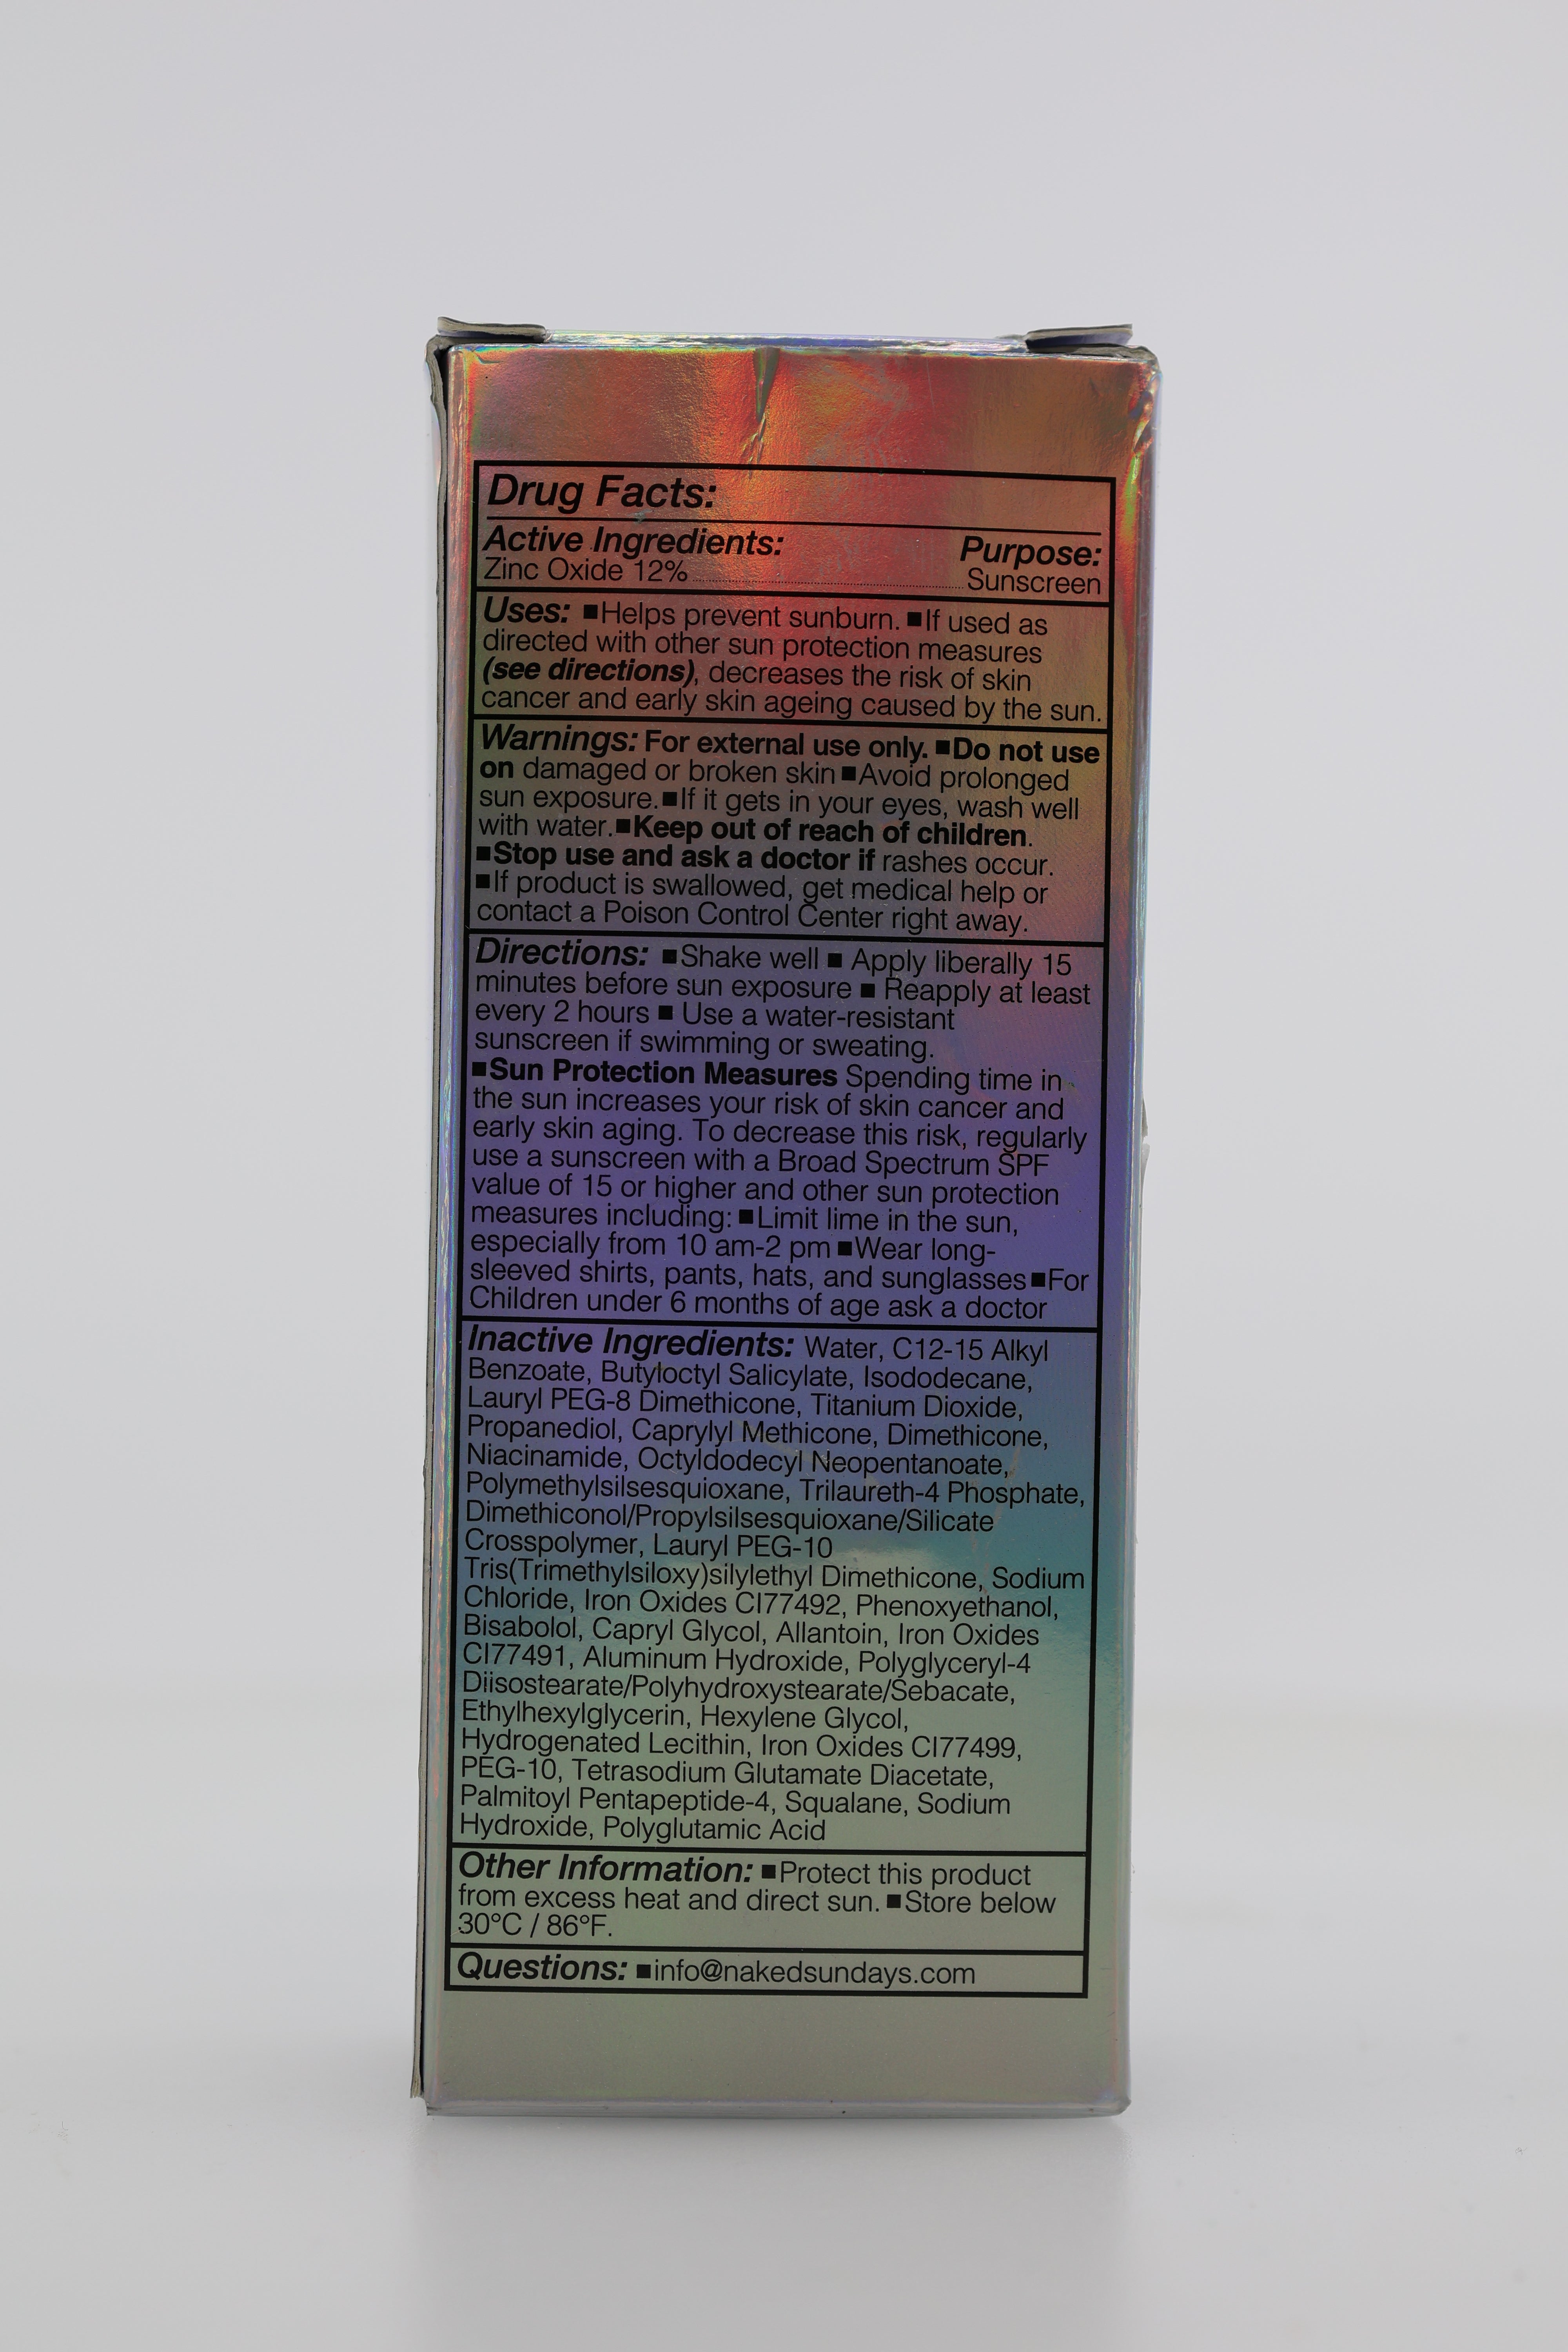 Drug Facts:
Active Ingredients: Purpose:
Zinc Oxide 12% Sunscreen
Uses: ■Helps prevent sunburn. ■If used as
directed with other sun protection measures
(see directions), decreases the risk of skin
cancer and early skin ageing caused by the sun.
Warnings: For external use only. ■Do not use
on damaged or broken skin ■Avoid prolonged
sun exposure.■If it gets in your eyes, wash well
with water.■Keep out of reach of children.
■Stop use and ask a doctor if rashes occur.
■If product is swallowed, get medical help or
contact a Poison Control Center right away.
Directions: ■Shake well ■ Apply liberally 15
minutes before sun exposure ■ Reapply at least
every 2 hours ■ Use a water-resistant
sunscreen if swimming or sweating.
■Sun Protection Measures Spending time in
the sun increases your risk of skin cancer and
early skin aging. To decrease this risk, regularly
use a sunscreen with a Broad Spectrum SPF
value of 15 or higher and other sun protection
measures including: ■Limit lime in the sun,
especially from 10 am-2 pm ■Wear long-
sleeved shirts, pants, hats, and sunglasses■For
Children under 6 months of age ask a doctor
Inactive Ingredients: Water, C12-15 Alkyl
Benzoate, Butyloctyl Salicylate, Isododecane,
Lauryl PEG-8 Dimethicone, Titanium Dioxide,
Propanediol, Caprylyl Methicone, Dimethicone,
Niacinamide, Octyldodecyl Neopentanoate,
Polymethylsilsesquioxane, Trilaureth-4 Phosphate,
Dimethiconol/Propylsilsesquioxane/Silicate
Crosspolymer, Lauryl PEG-10
Tris(Trimethylsiloxy)silylethyl Dimethicone, Sodium
Chloride, Iron Oxides CI77492, Phenoxyethanol,
Bisabolol, Capryl Glycol, Allantoin, Iron Oxides
CI77491, Aluminum Hydroxide, Polyglyceryl-4
Diisostearate/Polyhydroxystearate/Sebacate,
Ethylhexylglycerin, Hexylene Glycol,
Hydrogenated Lecithin, Iron Oxides CI77499,
PEG-10, Tetrasodium Glutamate Diacetate,
Palmitoyl Pentapeptide-4, Squalane, Sodium
Hydroxide, Polyglutamic Acid
Other Information: ■Protect this product
from excess heat and direct sun. ■Store below
30°C / 86°F.
Questions: ■info@nakedsundays.com